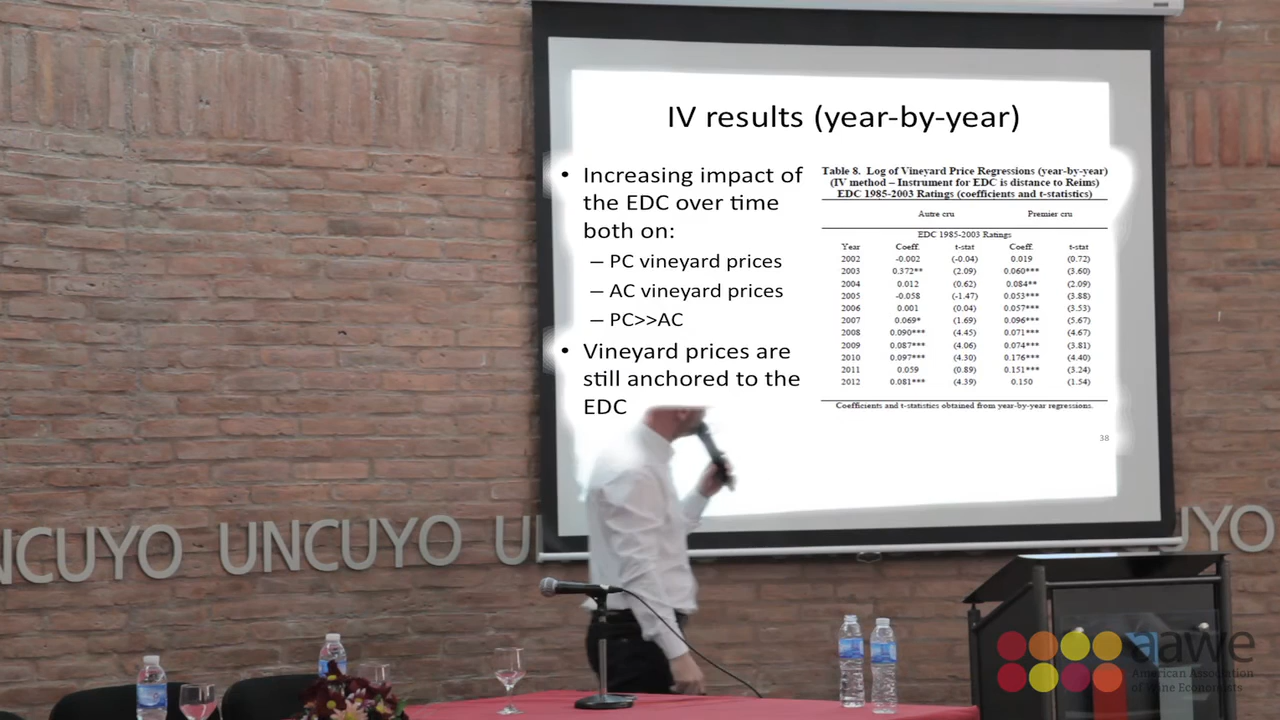 IV results (year-by-year)
• Increasing impact of
the EDC over time
both on:
– PC vineyard prices
– AC vineyard prices
– PC>>AC
• Vineyard prices are
still anchored to the
EDC
Table 8. Log of Vineyard Price Regressions (year-by-year)
(IV method – Instrument for EDC is distance to Reims)
EDC 1985-2003 Ratings (coefficients and t-statistics)
Autre cru Premier cru
EDC 1985-2003 Ratings
Year Coeff. t-stat Coeff. t-stat
2002 -0.002 (-0.04) 0.019 (0.72)
2003 0.372** (2.09) 0.060*** (3.60)
2004 0.012 (0.62) 0.084** (2.09)
2005 -0.058 (-1.47) 0.053*** (3.88)
2006 0.001 (0.04) 0.057*** (3.53)
2007 0.069* (1.69) 0.096*** (5.67)
2008 0.090*** (4.45) 0.071*** (4.67)
2009 0.087*** (4.06) 0.074*** (3.81)
2010 0.097*** (4.30) 0.176*** (4.40)
2011 0.059 (0.89) 0.151*** (3.24)
2012 0.081*** (4.39) 0.150 (1.54)
Coefficients and t-statistics obtained from year-by-year regressions.
38
NCUYO UNCUYO U UYO
aawe
American Association
of Wine Economists